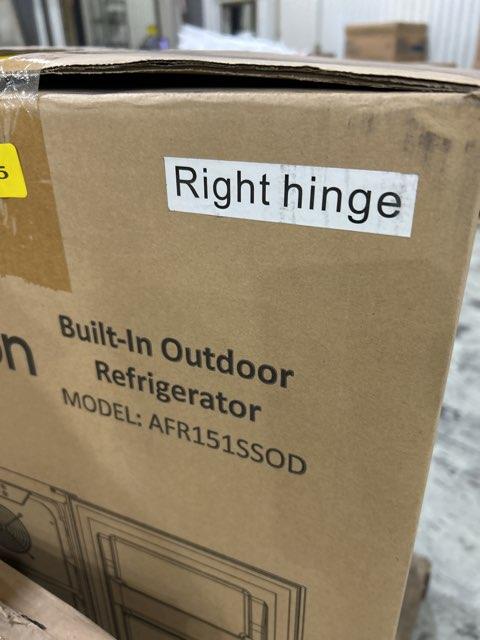 Right hinge
Built-In Outdoor
Refrigerator
MODEL: AFR151SSOD